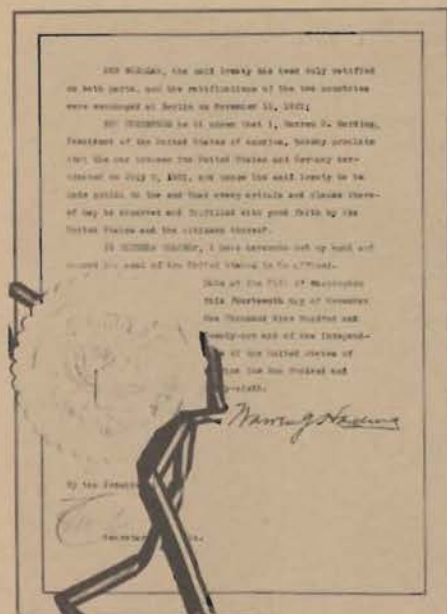 AND WHEREAS, the said treaty has been duly ratified
on both parts, and the ratifications of the two countries
were exchanged at Berlin on November 11, 1921;
NOW THEREFORE be it known that I, Warren G. Harding,
President of the United States of America, hereby proclaim
that the war between the United States and Germany ter-
minated on July 2, 1921, and cause the said treaty to be
made public to the end that every article and clause there-
of may be observed and fulfilled with good faith by the
United States and the citizens thereof.
IN WITNESS WHEREOF, I have hereunto set my hand and
caused the seal of the United States to be affixed.
Done at the City of Washington
this fourteenth day of November
One Thousand Nine Hundred and
Twenty-one and of the Independ-
of the United States of
the One Hundred and
Warren G Harding
By the
Secretary